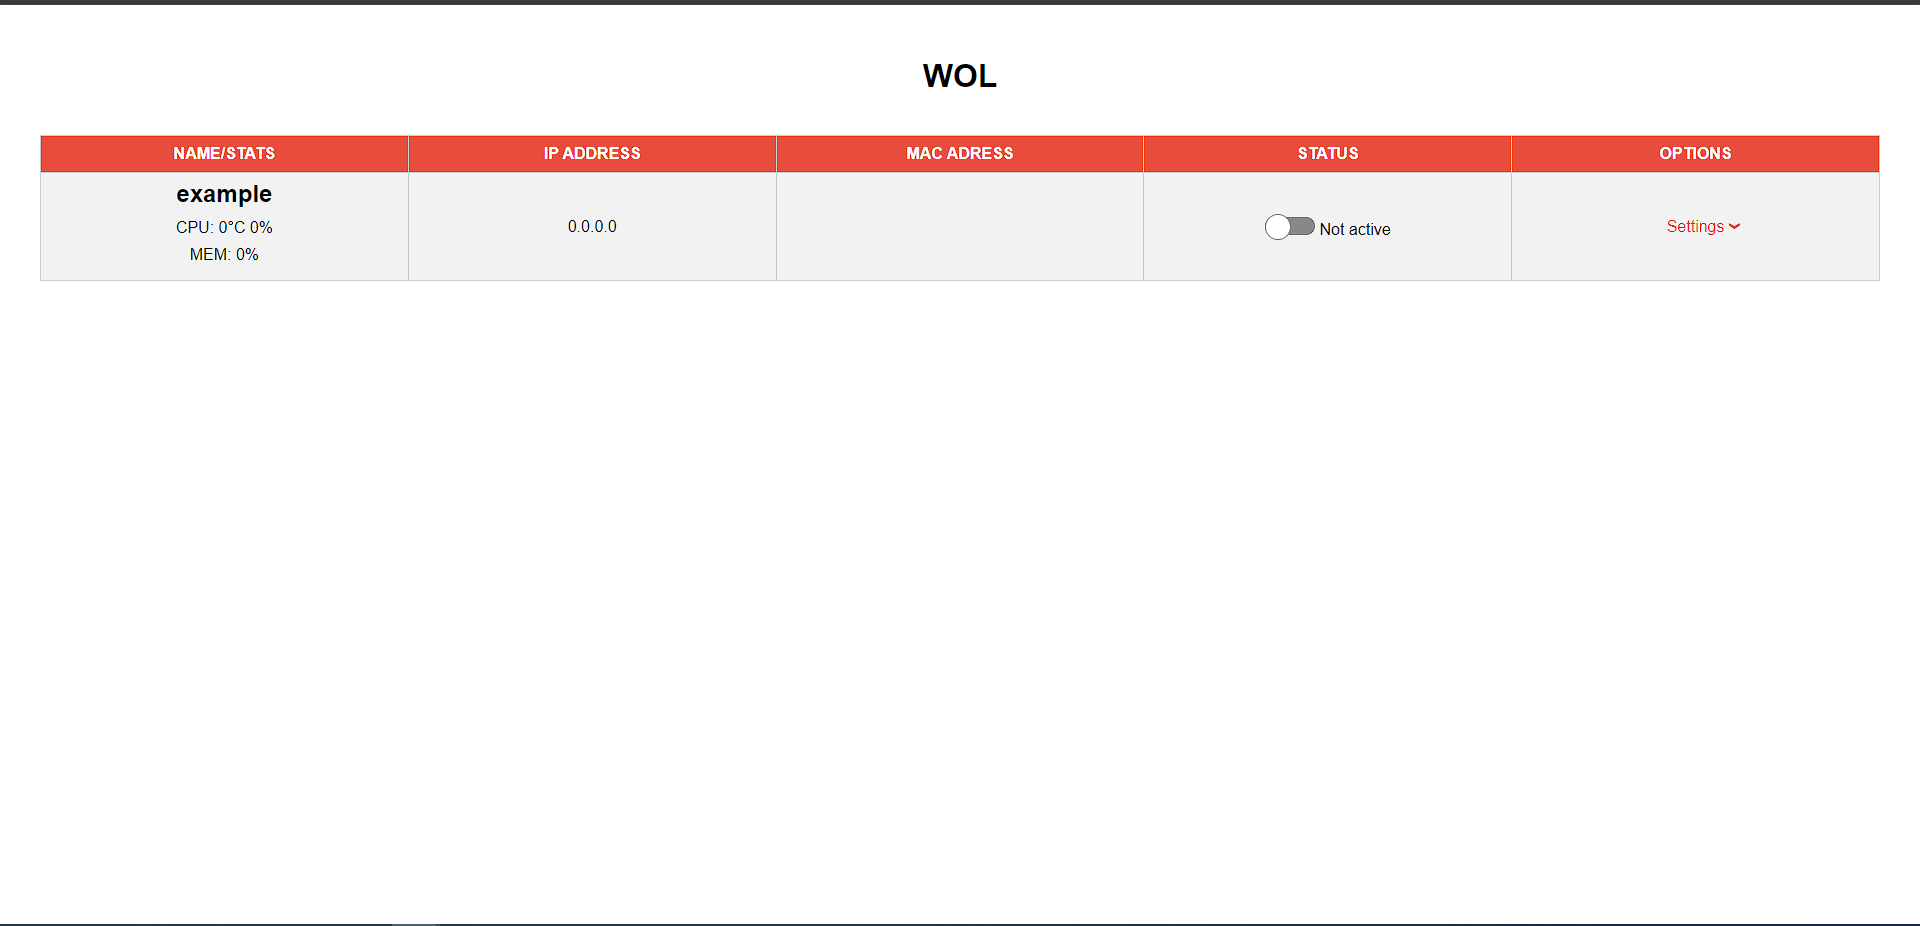 WOL
NAME/STATS IP ADDRESS MAC ADRESS STATUS OPTIONS
example
CPU: 0°C 0%
MEM: 0%
0.0.0.0
Not active
Settings